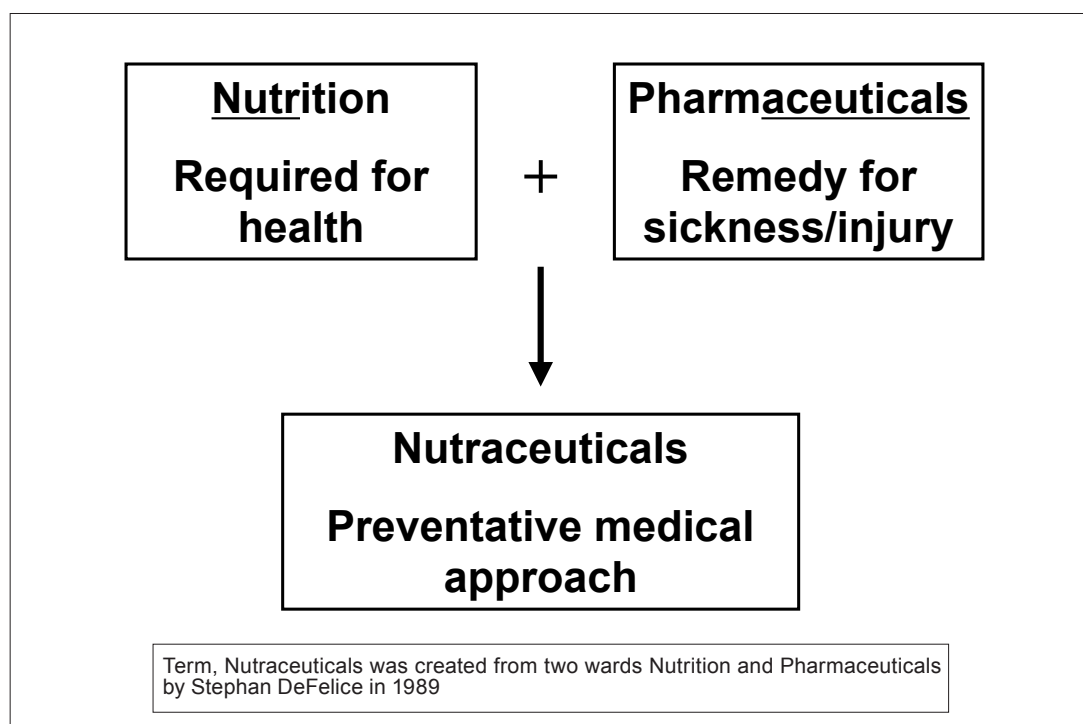 Nutrition
Required for
health
+
Pharmaceuticals
Remedy for
sickness/injury
Nutraceuticals
Preventative medical
approach
Term, Nutraceuticals was created from two wards Nutrition and Pharmaceuticals
by Stephan DeFelice in 1989